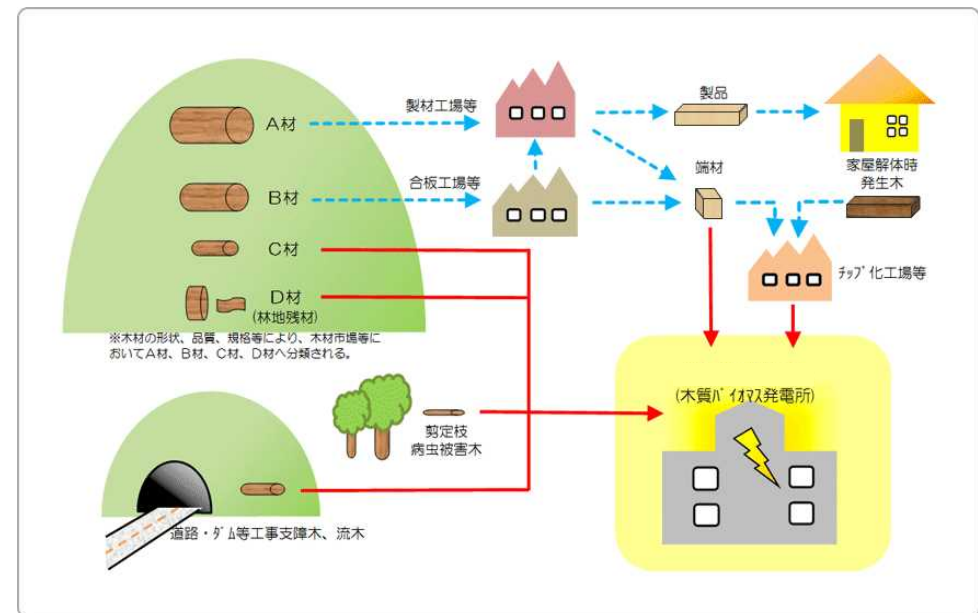 A材
製材工場等
製品
B材
合板工場等
端材
家屋解体時
発生木
C材
チップ化工場等
D材
(林地残材)
※木材の形状、品質、規格等により、木材市場等に
おいてA材、B材、C材、D材へ分類される。
(木質バイオマス発電所)
剪定枝
病虫被害木
道路・ダム等工事支障木、流木